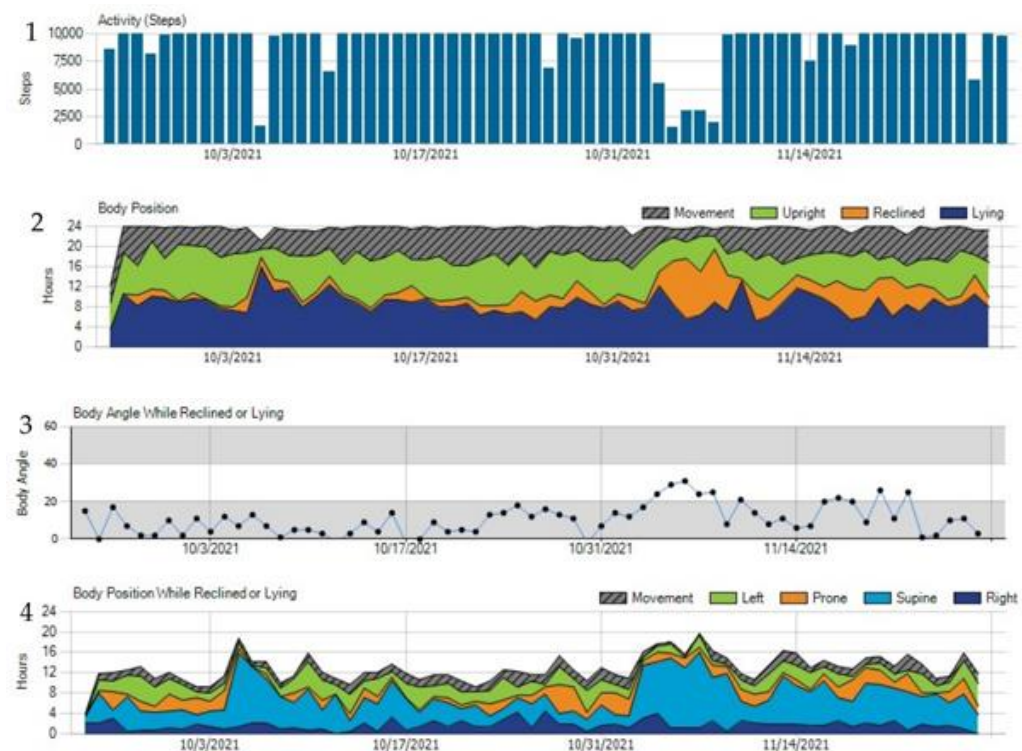 1
Activity (Steps)
10,000
7500
5000
2500
0
Steps
10/3/2021 10/17/2021 10/31/2021 11/14/2021
2
Body Position
Movement Upright Reclined Lying
24
20
16
12
8
4
0
Hours
10/3/2021 10/17/2021 10/31/2021 11/14/2021
3
Body Angle While Reclined or Lying
60
40
20
0
Body Angle
10/3/2021 10/17/2021 10/31/2021 11/14/2021
4
Body Position While Reclined or Lying
Movement Left Prone Supine Right
24
20
16
12
8
4
0
Hours
10/3/2021 10/17/2021 10/31/2021 11/14/2021